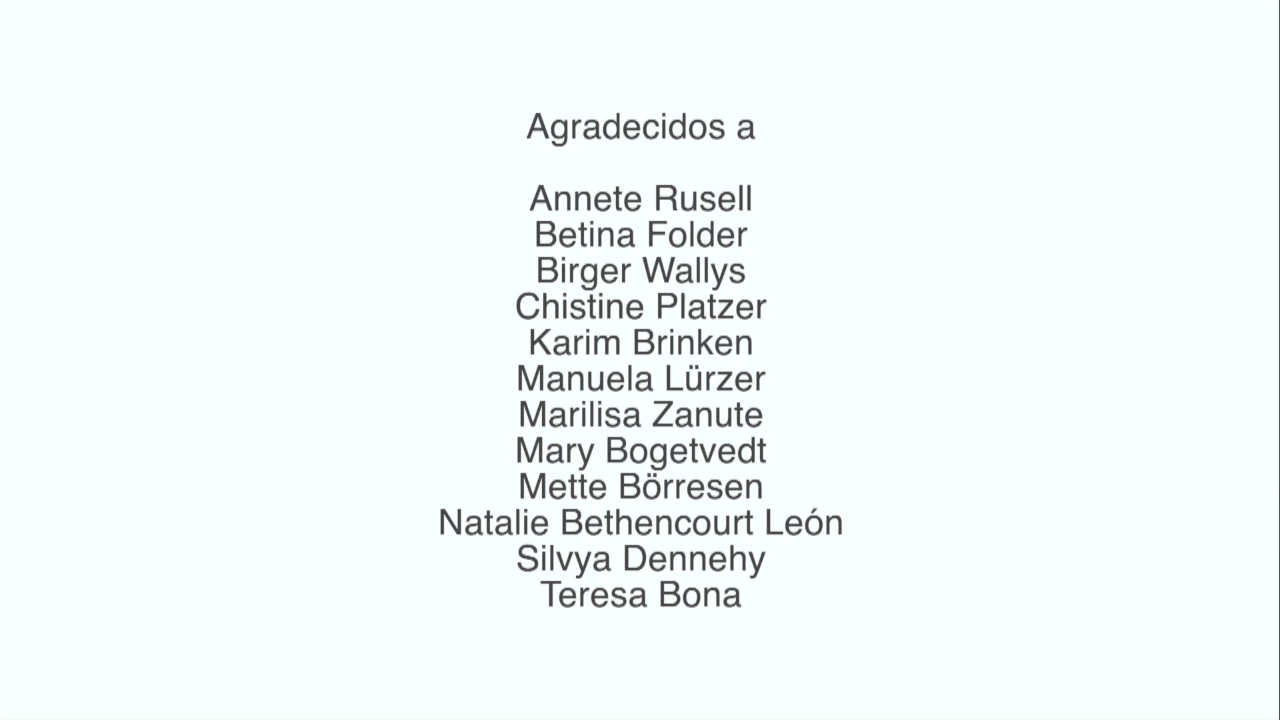 Agradecidos a
Annete Rusell
Betina Folder
Birger Wallys
Chistine Platzer
Karim Brinken
Manuela Lürzer
Marilisa Zanute
Mary Bogetvedt
Mette Börresen
Natalie Bethencourt León
Silvya Dennehy
Teresa Bona